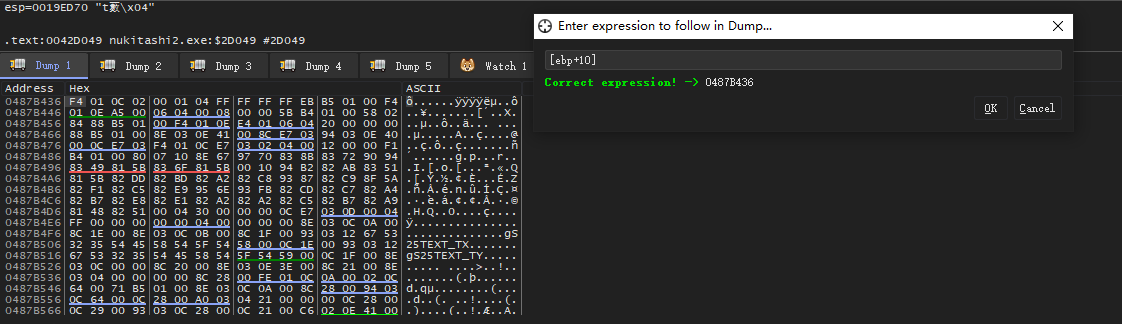 esp=0019ED70 "t薮\x04"
.text:0042D049 nukitashi2.exe:$2D049 #2D049
Dump 1 Dump 2 Dump 3 Dump 4 Dump 5 Watch 1
Enter expression to follow in Dump...
[ebp+10]
Correct expression! -> 0487B436
OK Cancel
Address Hex ASCII
0487B436 F4 01 0C 02 00 01 04 FF FF FF FF EB B5 01 00 F4 ô......ÿÿÿÿëµ..ô
0487B446 01 0E A5 00 06 04 00 08 00 00 5B B4 01 00 58 02 ..¥.......[´..X.
0487B456 84 88 B5 01 00 F4 01 0E E4 01 06 04 20 00 00 00 ..µ..ô..ä... ...
0487B466 88 B5 01 00 8E 03 0E 41 00 8C E7 03 94 03 0E 40 .µ.....A..ç....@
0487B476 00 0C E7 03 F4 01 0C E7 03 02 04 00 12 00 00 F1 ..ç.ô..ç.......ñ
0487B486 B4 01 00 80 07 10 8E 67 97 70 83 8B 83 72 90 94 ´......g.p...r..
0487B496 83 49 81 5B 83 6F 81 5B 00 10 94 B2 82 AB 83 51 .I.[.o.[...².«.Q
0487B4A6 81 5B 82 DD 82 BD 82 A2 82 C8 93 87 82 C9 8F 5A .[.Ý.½.¢.È...É.Z
0487B4B6 82 F1 82 C5 82 E9 95 6E 93 FB 82 CD 82 C7 82 A4 .ñ.Å.é.n.û.Í.Ç.¤
0487B4C6 82 B7 82 E8 82 E1 82 A2 82 A2 82 C5 82 B7 82 A9 .·.è.á.¢.¢.Å.·.©
0487B4D6 81 48 82 51 00 04 30 00 00 00 0C E7 03 0D 00 04 .H.Q..0....ç....
0487B4E6 FF 00 00 00 00 00 04 00 00 00 00 8E 03 0C 0A 00 ÿ...............
0487B4F6 8C 1E 00 8E 03 0C 0B 00 8C 1F 00 93 03 12 67 53 ..............gS
0487B506 32 35 54 45 58 54 5F 54 58 00 0C 1E 00 93 03 12 25TEXT_TX.......
0487B516 67 53 32 35 54 45 58 54 5F 54 59 00 0C 1F 00 8E gS25TEXT_TY.....
0487B526 03 0C 00 00 8C 20 00 8E 03 0E 3E 00 8C 21 00 8E ..... ....>..!..
0487B536 03 04 00 00 00 00 8C 28 00 FE 01 0C 0A 00 02 0C .......(.þ......
0487B546 64 00 71 B5 01 00 8E 03 0C 0A 00 8C 28 00 94 03 d.qµ........(...
0487B556 0C 64 00 0C 28 00 A0 03 04 21 00 00 00 0C 28 00 .d..(. ..!....(.
0487B566 0C 29 00 93 03 0C 28 00 0C 21 00 C6 02 0E 41 00 .)....(..!.Æ..A.